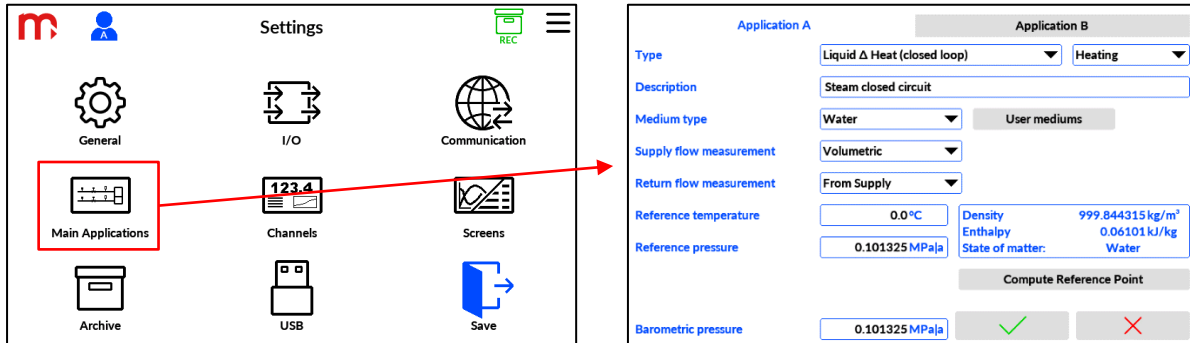 A
Settings
REC
General
I/O
Communication
123.4
Main Applications
Channels
Screens
Archive
USB
Save
Application A
Application B
Type
Liquid Δ Heat (closed loop)
Heating
Description
Steam closed circuit
Medium type
Water
User mediums
Supply flow measurement
Volumetric
Return flow measurement
From Supply
Reference temperature
0.0 °C
Density
999.844315 kg/m³
Enthalpy
0.06101 kJ/kg
Reference pressure
0.101325 MPa|a
State of matter:
Water
Compute Reference Point
Barometric pressure
0.101325 MPa|a